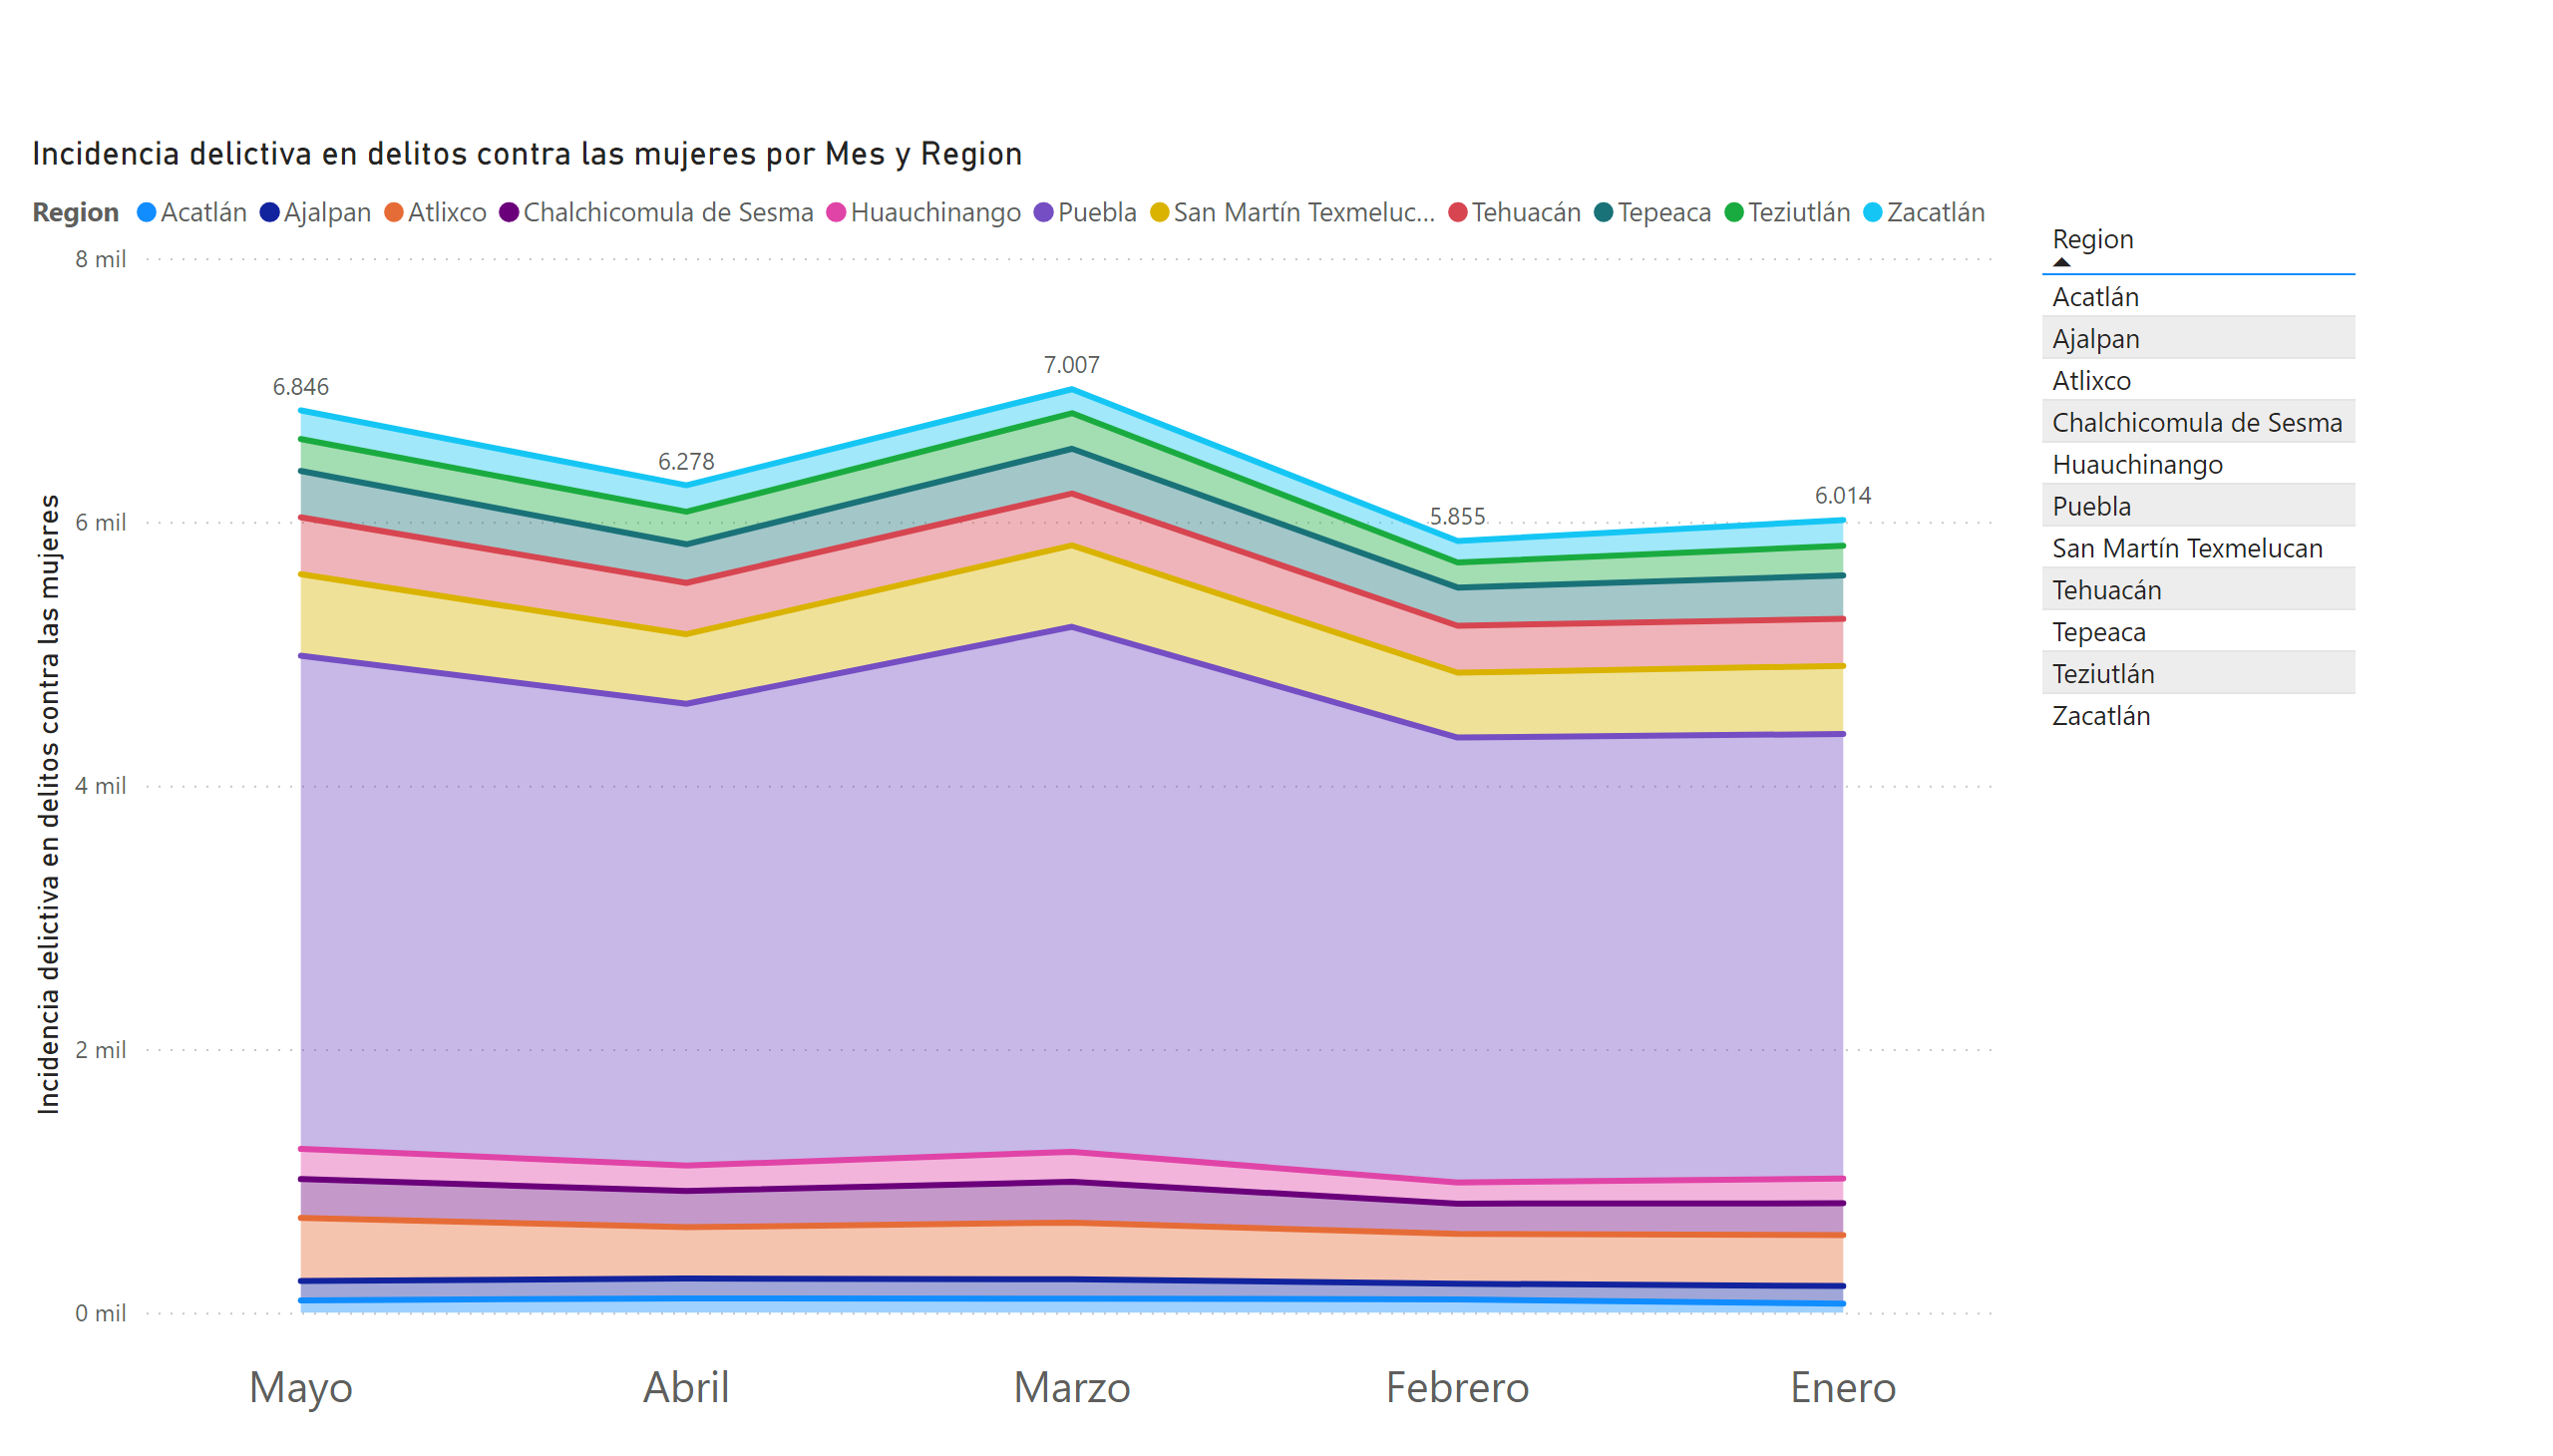 Incidencia delictiva en delitos contra las mujeres por Mes y Region
Region Acatlán Ajalpan Atlixco Chalchicomula de Sesma Huauchinango Puebla San Martín Texmeluc... Tehuacán Tepeaca Teziutlán Zacatlán
Incidencia delictiva en delitos contra las mujeres
8 mil
6 mil
4 mil
2 mil
0 mil
6.846
6.278
7.007
5.855
6.014
Mayo Abril Marzo Febrero Enero
Region
Acatlán
Ajalpan
Atlixco
Chalchicomula de Sesma
Huauchinango
Puebla
San Martín Texmelucan
Tehuacán
Tepeaca
Teziutlán
Zacatlán